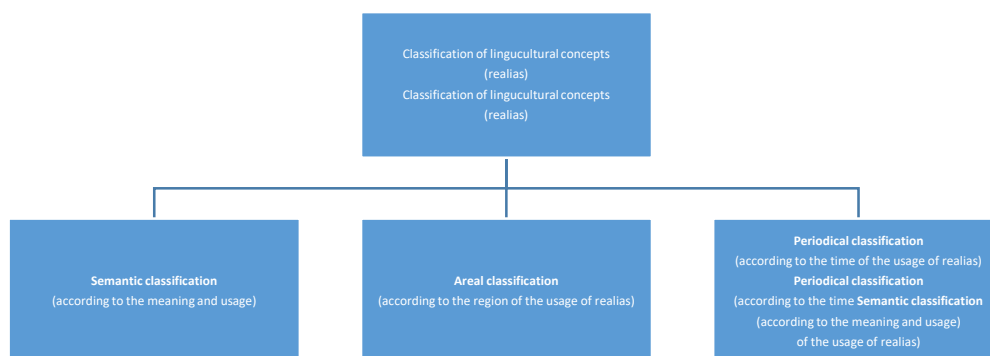 Classification of lingucultural concepts
(realias)
Classification of lingucultural concepts
(realias)
Semantic classification
(according to the meaning and usage)
Areal classification
(according to the region of the usage of realias)
Periodical classification
(according to the time of the usage of realias)
Periodical classification
(according to the time Semantic classification
(according to the meaning and usage)
of the usage of realias)